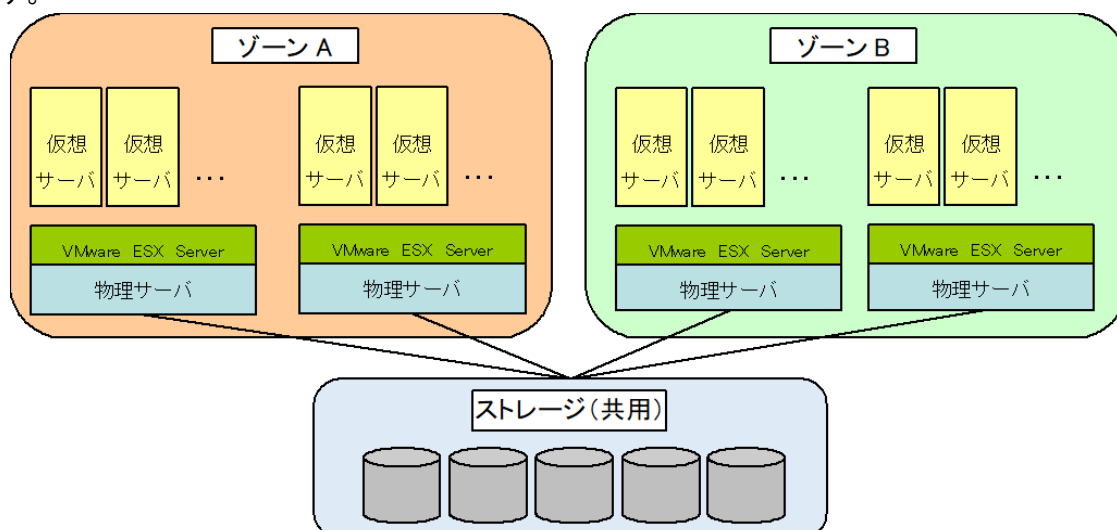 す。
ゾーン A
ゾーン B
仮想 仮想 仮想 仮想 仮想 仮想 仮想 仮想
サーバ サーバ … サーバ サーバ … サーバ サーバ … サーバ サーバ …
VMware ESX Server VMware ESX Server VMware ESX Server VMware ESX Server
物理サーバ 物理サーバ 物理サーバ 物理サーバ
ストレージ(共用)